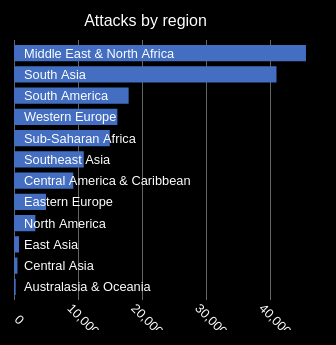 Attacks by region
Middle East & North Africa
South Asia
South America
Western Europe
Sub-Saharan Africa
Southeast Asia
Central America & Caribbean
Eastern Europe
North America
East Asia
Central Asia
Australasia & Oceania
0
10,000
20,000
30,000
40,000